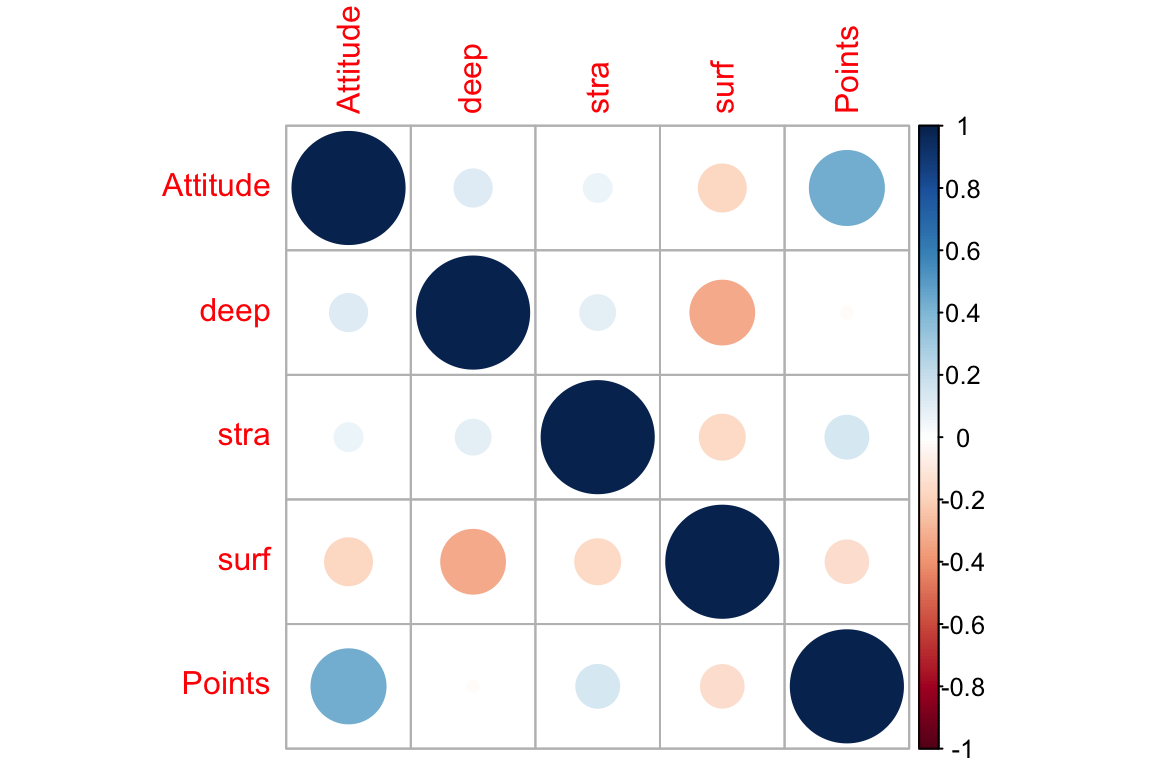 Attitude
deep
stra
surf
Points
Attitude
deep
stra
surf
Points
1
0.8
0.6
0.4
0.2
0
-0.2
-0.4
-0.6
-0.8
-1